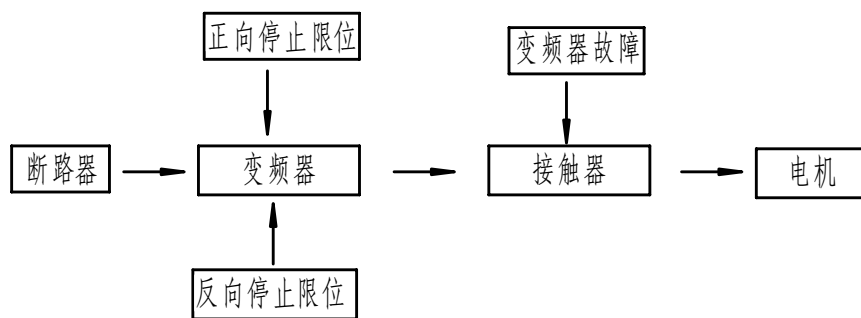 正向停止限位
变频器故障
断路器
变频器
接触器
电机
反向停止限位